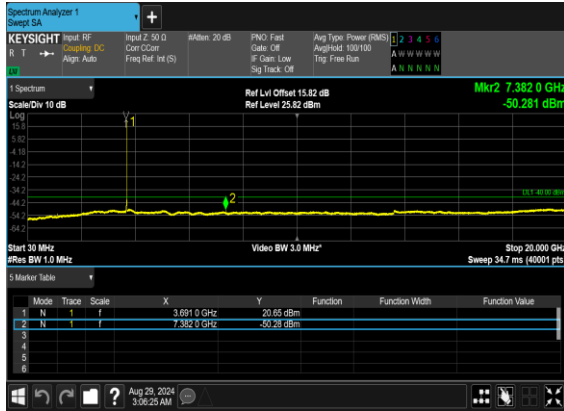 Spectrum Analyzer 1
Swept SA
+
KEYSIGHT Input: RF Input Z: 50 Ω #Atten: 20 dB PNO: Fast Avg Type: Power (RMS) 1 2 3 4 5 6
R T Coupling: DC Corr CCorr Gate: Off Avg|Hold: 100/100 A W W W W W
Align: Auto Freq Ref: Int (S) IF Gain: Low Trig: Free Run
LXI Sig Track: Off A N N N N N
1 Spectrum Ref Lvl Offset 15.82 dB Mkr2 7.382 0 GHz
Scale/Div 10 dB Ref Level 25.82 dBm -50.281 dBm
Log
15.8
1
5.82
-4.18
-14.2
-24.2
-34.2
DL1 -40.00 dBm
2
-44.2
-54.2
-64.2
Start 30 MHz Video BW 3.0 MHz* Stop 20.000 GHz
#Res BW 1.0 MHz Sweep 34.7 ms (40001 pts)
5 Marker Table
Mode Trace Scale X Y Function Function Width Function Value
1 N 1 f 3.691 0 GHz 20.65 dBm
2 N 1 f 7.382 0 GHz -50.28 dBm
3
4
5
6
? Aug 29, 2024
3:06:25 AM